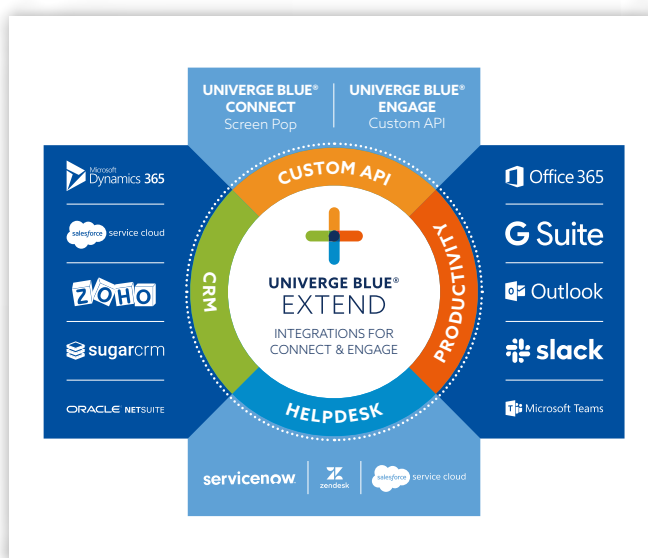 UNIVERGE BLUE®
CONNECT
Screen Pop
UNIVERGE BLUE®
ENGAGE
Custom API
CUSTOM API
CRM
PRODUCTIVITY
HELPDESK
UNIVERGE BLUE®
EXTEND
INTEGRATIONS FOR
CONNECT & ENGAGE
Microsoft
Dynamics 365
salesforce service cloud
ZOHO
sugarcrm
ORACLE NETSUITE
Office 365
G Suite
Outlook
slack
Microsoft Teams
servicenow
zendesk
salesforce service cloud